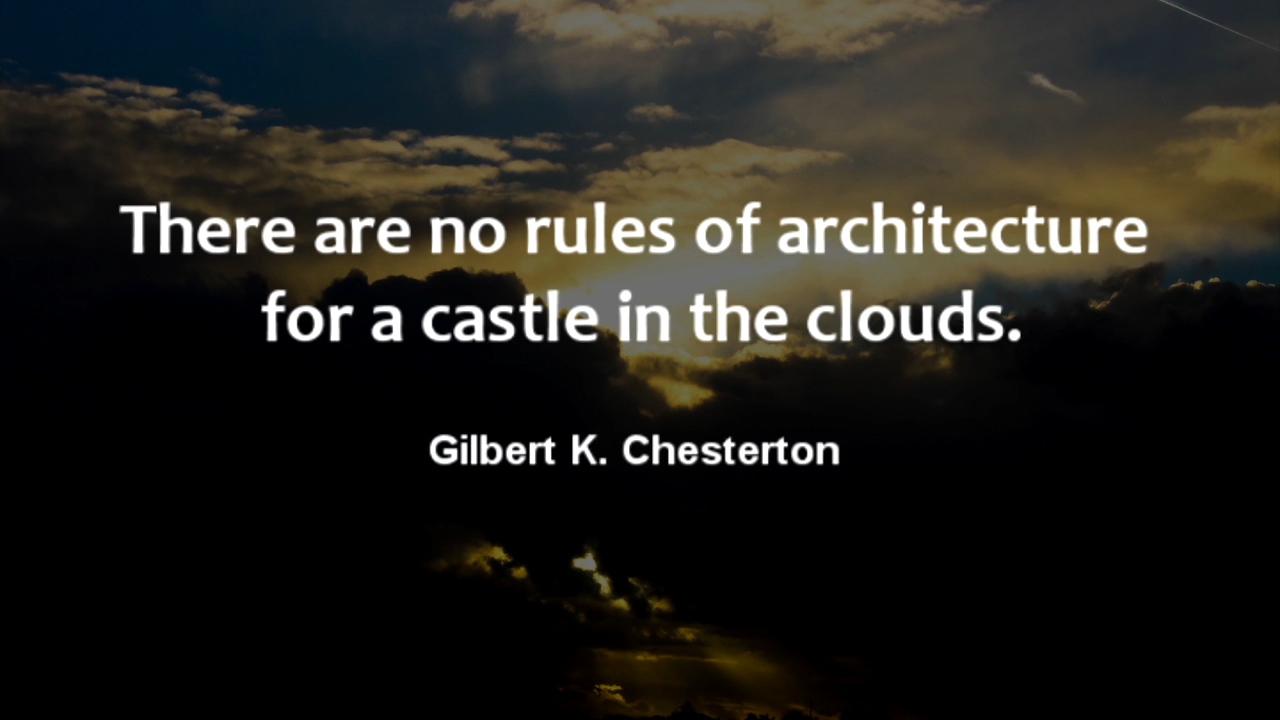 There are no rules of architecture
for a castle in the clouds.
Gilbert K. Chesterton